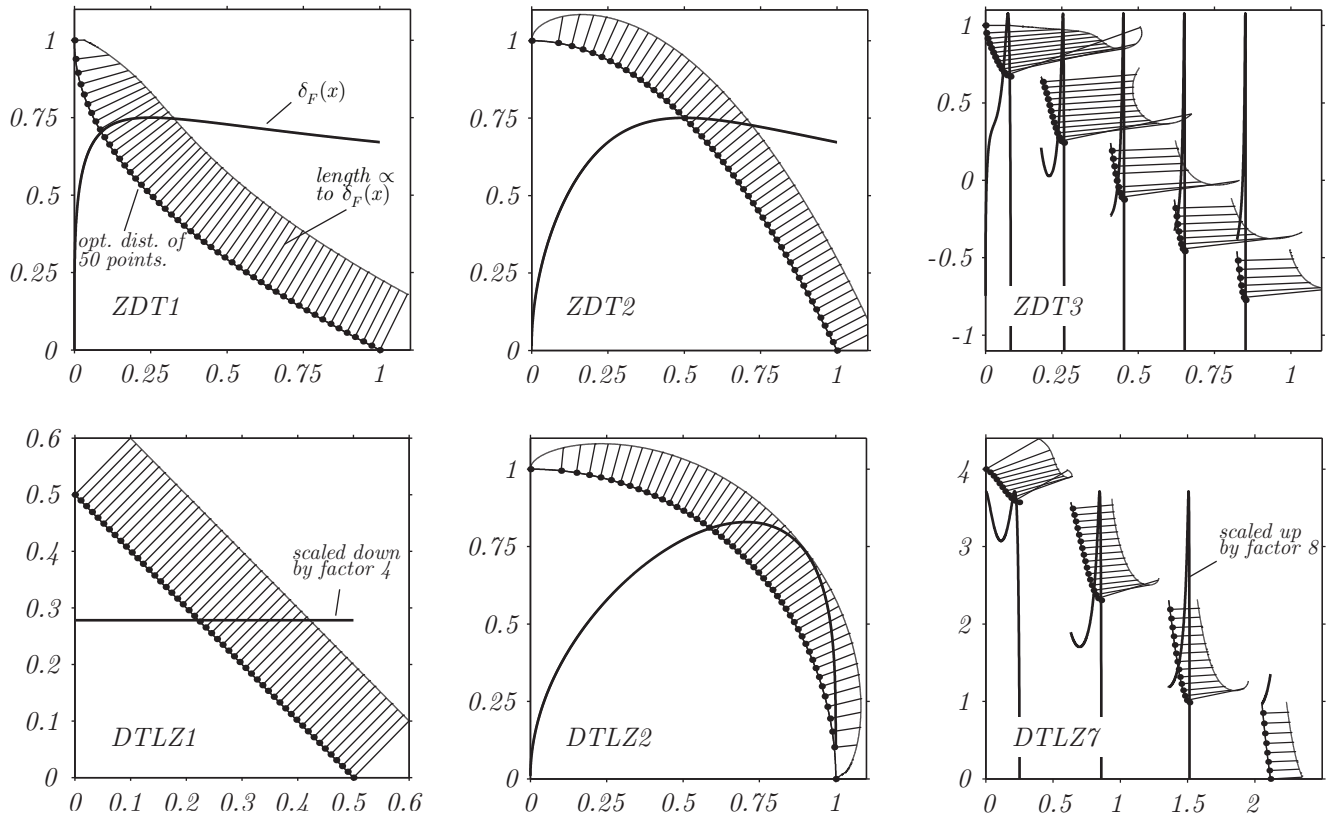 1
0.75
0.5
0.25
0
0 0.25 0.5 0.75 1
δ_F(x)
length ∝
to δ_F(x)
opt. dist. of
50 points.
ZDT1
1
0.75
0.5
0.25
0
0 0.25 0.5 0.75 1
ZDT2
1
0.5
0
-0.5
-1
0 0.25 0.5 0.75 1
ZDT3
0.6
0.5
0.4
0.3
0.2
0.1
0
0 0.1 0.2 0.3 0.4 0.5 0.6
scaled down
by factor 4
DTLZ1
1
0.75
0.5
0.25
0
0 0.25 0.5 0.75 1
DTLZ2
4
3
2
1
0
0 0.5 1 1.5 2
scaled up
by factor 8
DTLZ7